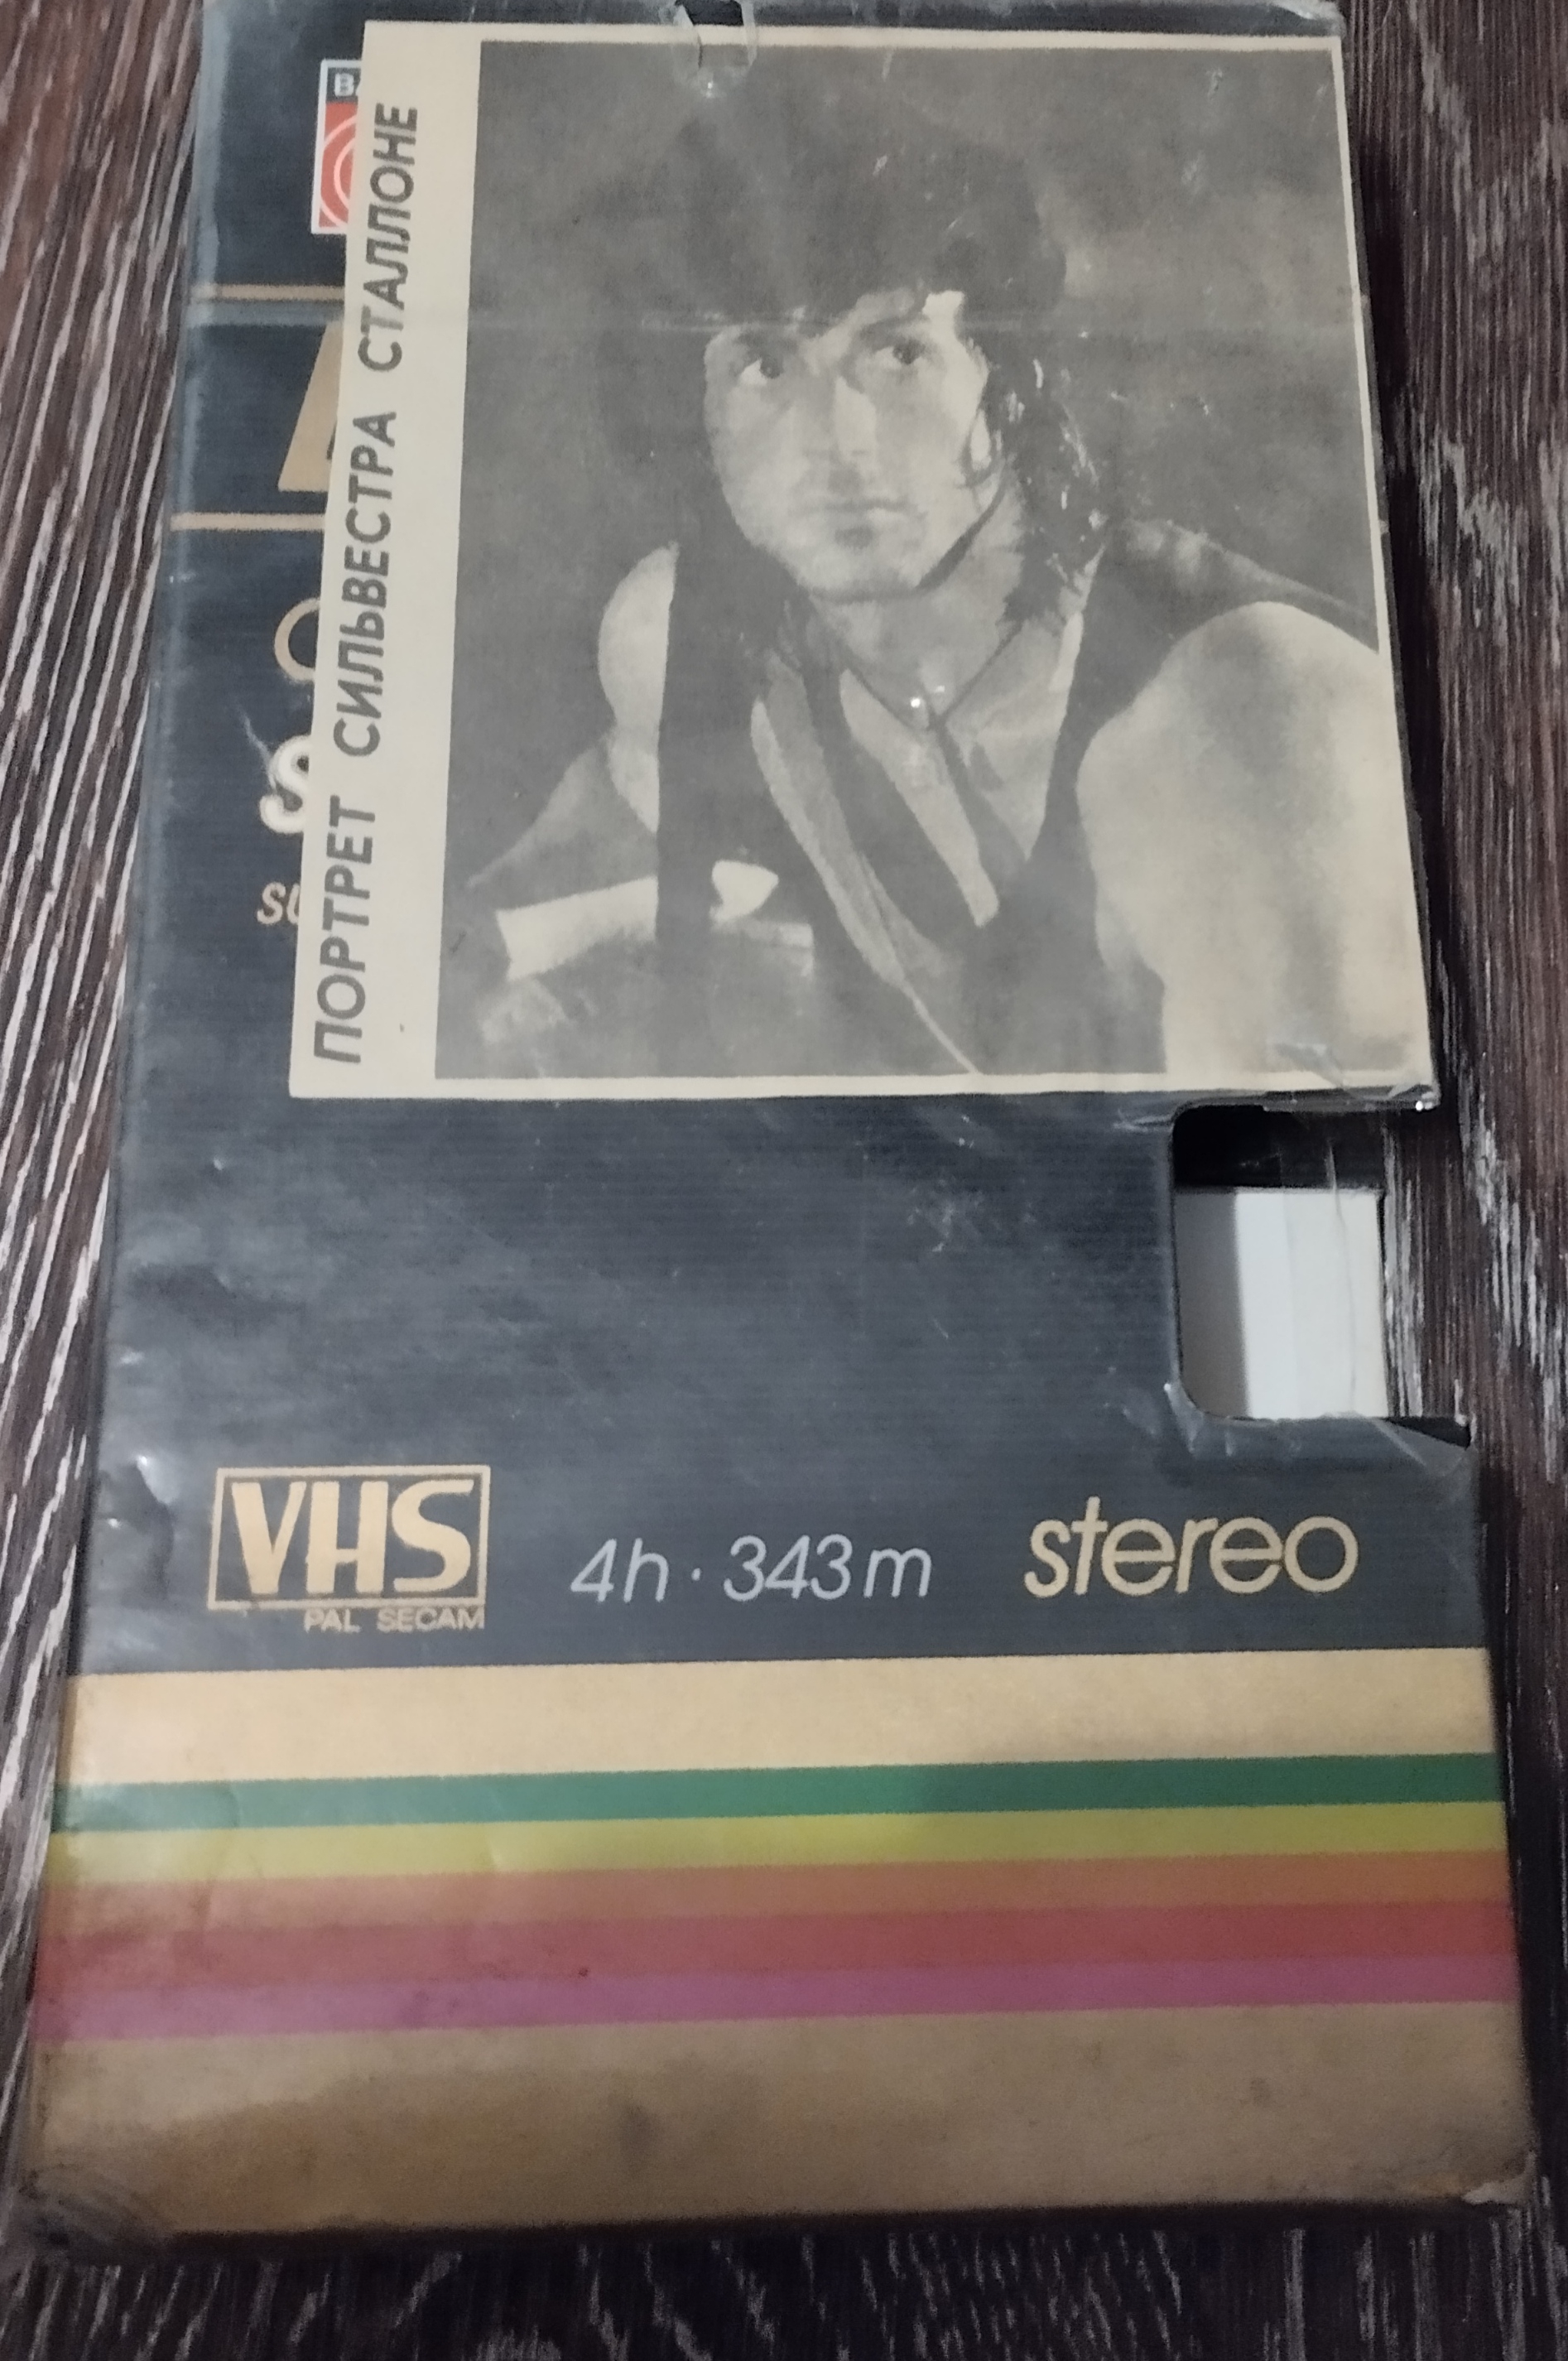 ПОРТРЕТ СИЛЬВЕСТРА СТАЛЛОНЕ
VHS
PAL SECAM
4h · 343m
stereo